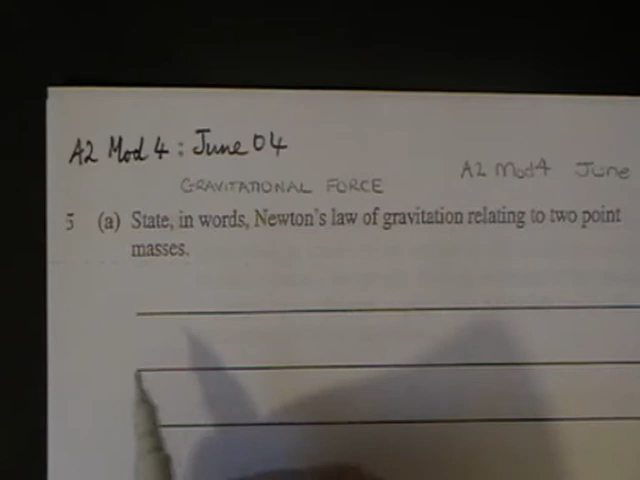 A2 Mod 4 : June 04
A2 Mod4 June
GRAVITATIONAL FORCE
5 (a) State, in words, Newton's law of gravitation relating to two point
masses.